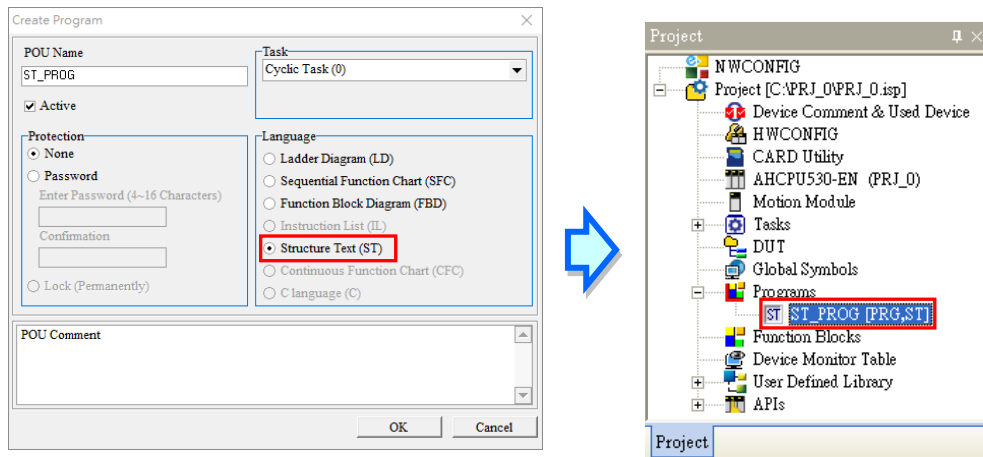 Create Program
POU Name
ST_PROG
Active
Task
Cyclic Task (0)
Protection
None
Password
Enter Password (4~16 Characters)
Confirmation
Lock (Permanently)
Language
Ladder Diagram (LD)
Sequential Function Chart (SFC)
Function Block Diagram (FBD)
Instruction List (IL)
Structure Text (ST)
Continuous Function Chart (CFC)
C language (C)
POU Comment
OK
Cancel
Project
NWCONFIG
Project [C:\PRJ_0\PRJ_0.isp]
Device Comment & Used Device
HWCONFIG
CARD Utility
AHCPU530-EN (PRJ_0)
Motion Module
Tasks
DUT
Global Symbols
Programs
ST ST_PROG [PRG,ST]
Function Blocks
Device Monitor Table
User Defined Library
APIs
Project